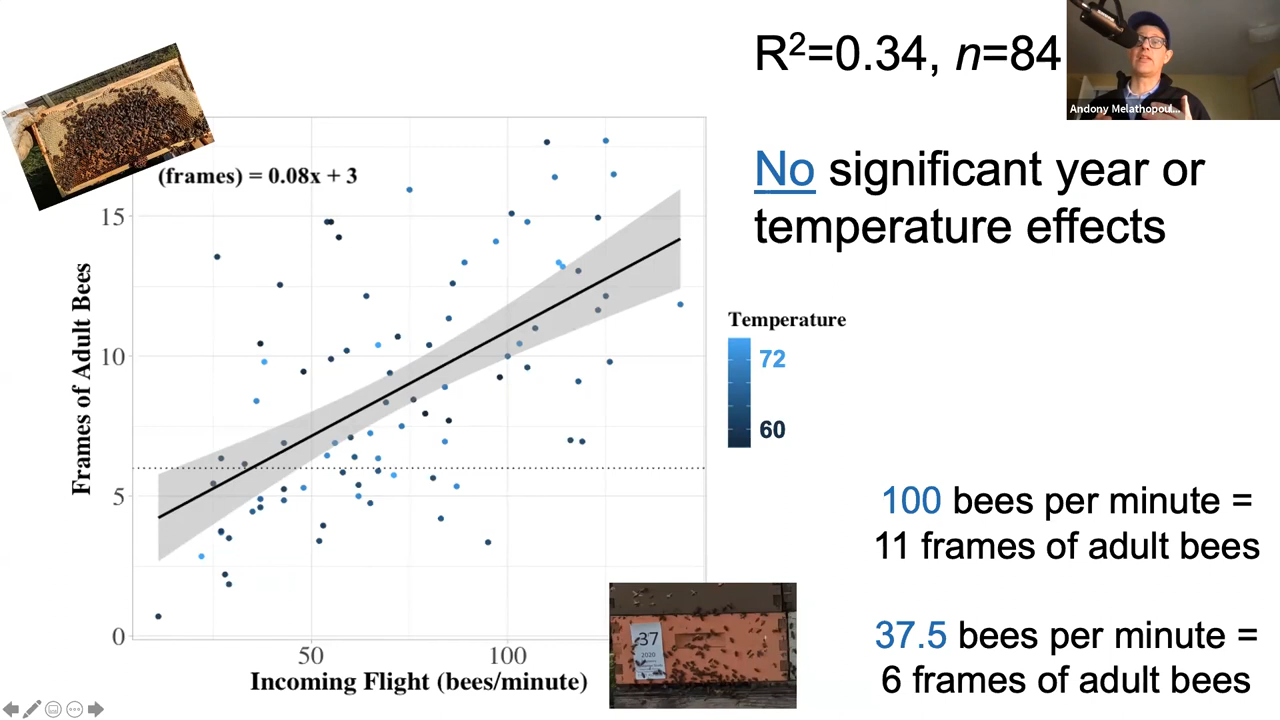 R²=0.34, n=84
Andony Melathopoul...
No significant year or
temperature effects
(frames) = 0.08x + 3
15
10
5
0
Frames of Adult Bees
50
100
Incoming Flight (bees/minute)
Temperature
72
60
37
2020
100 bees per minute =
11 frames of adult bees
37.5 bees per minute =
6 frames of adult bees